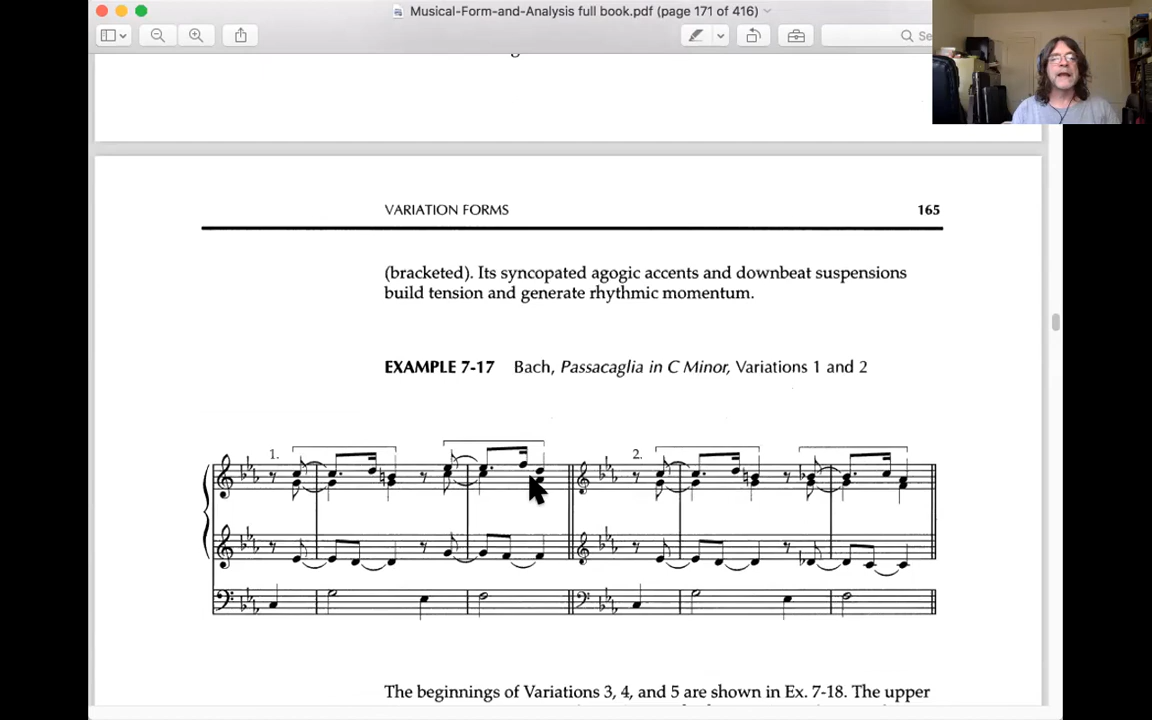 Musical-Form-and-Analysis full book.pdf (page 171 of 416)
VARIATION FORMS 165
(bracketed). Its syncopated agogic accents and downbeat suspensions
build tension and generate rhythmic momentum.
EXAMPLE 7-17 Bach, Passacaglia in C Minor, Variations 1 and 2
1. 2.
The beginnings of Variations 3, 4, and 5 are shown in Ex. 7-18. The upper